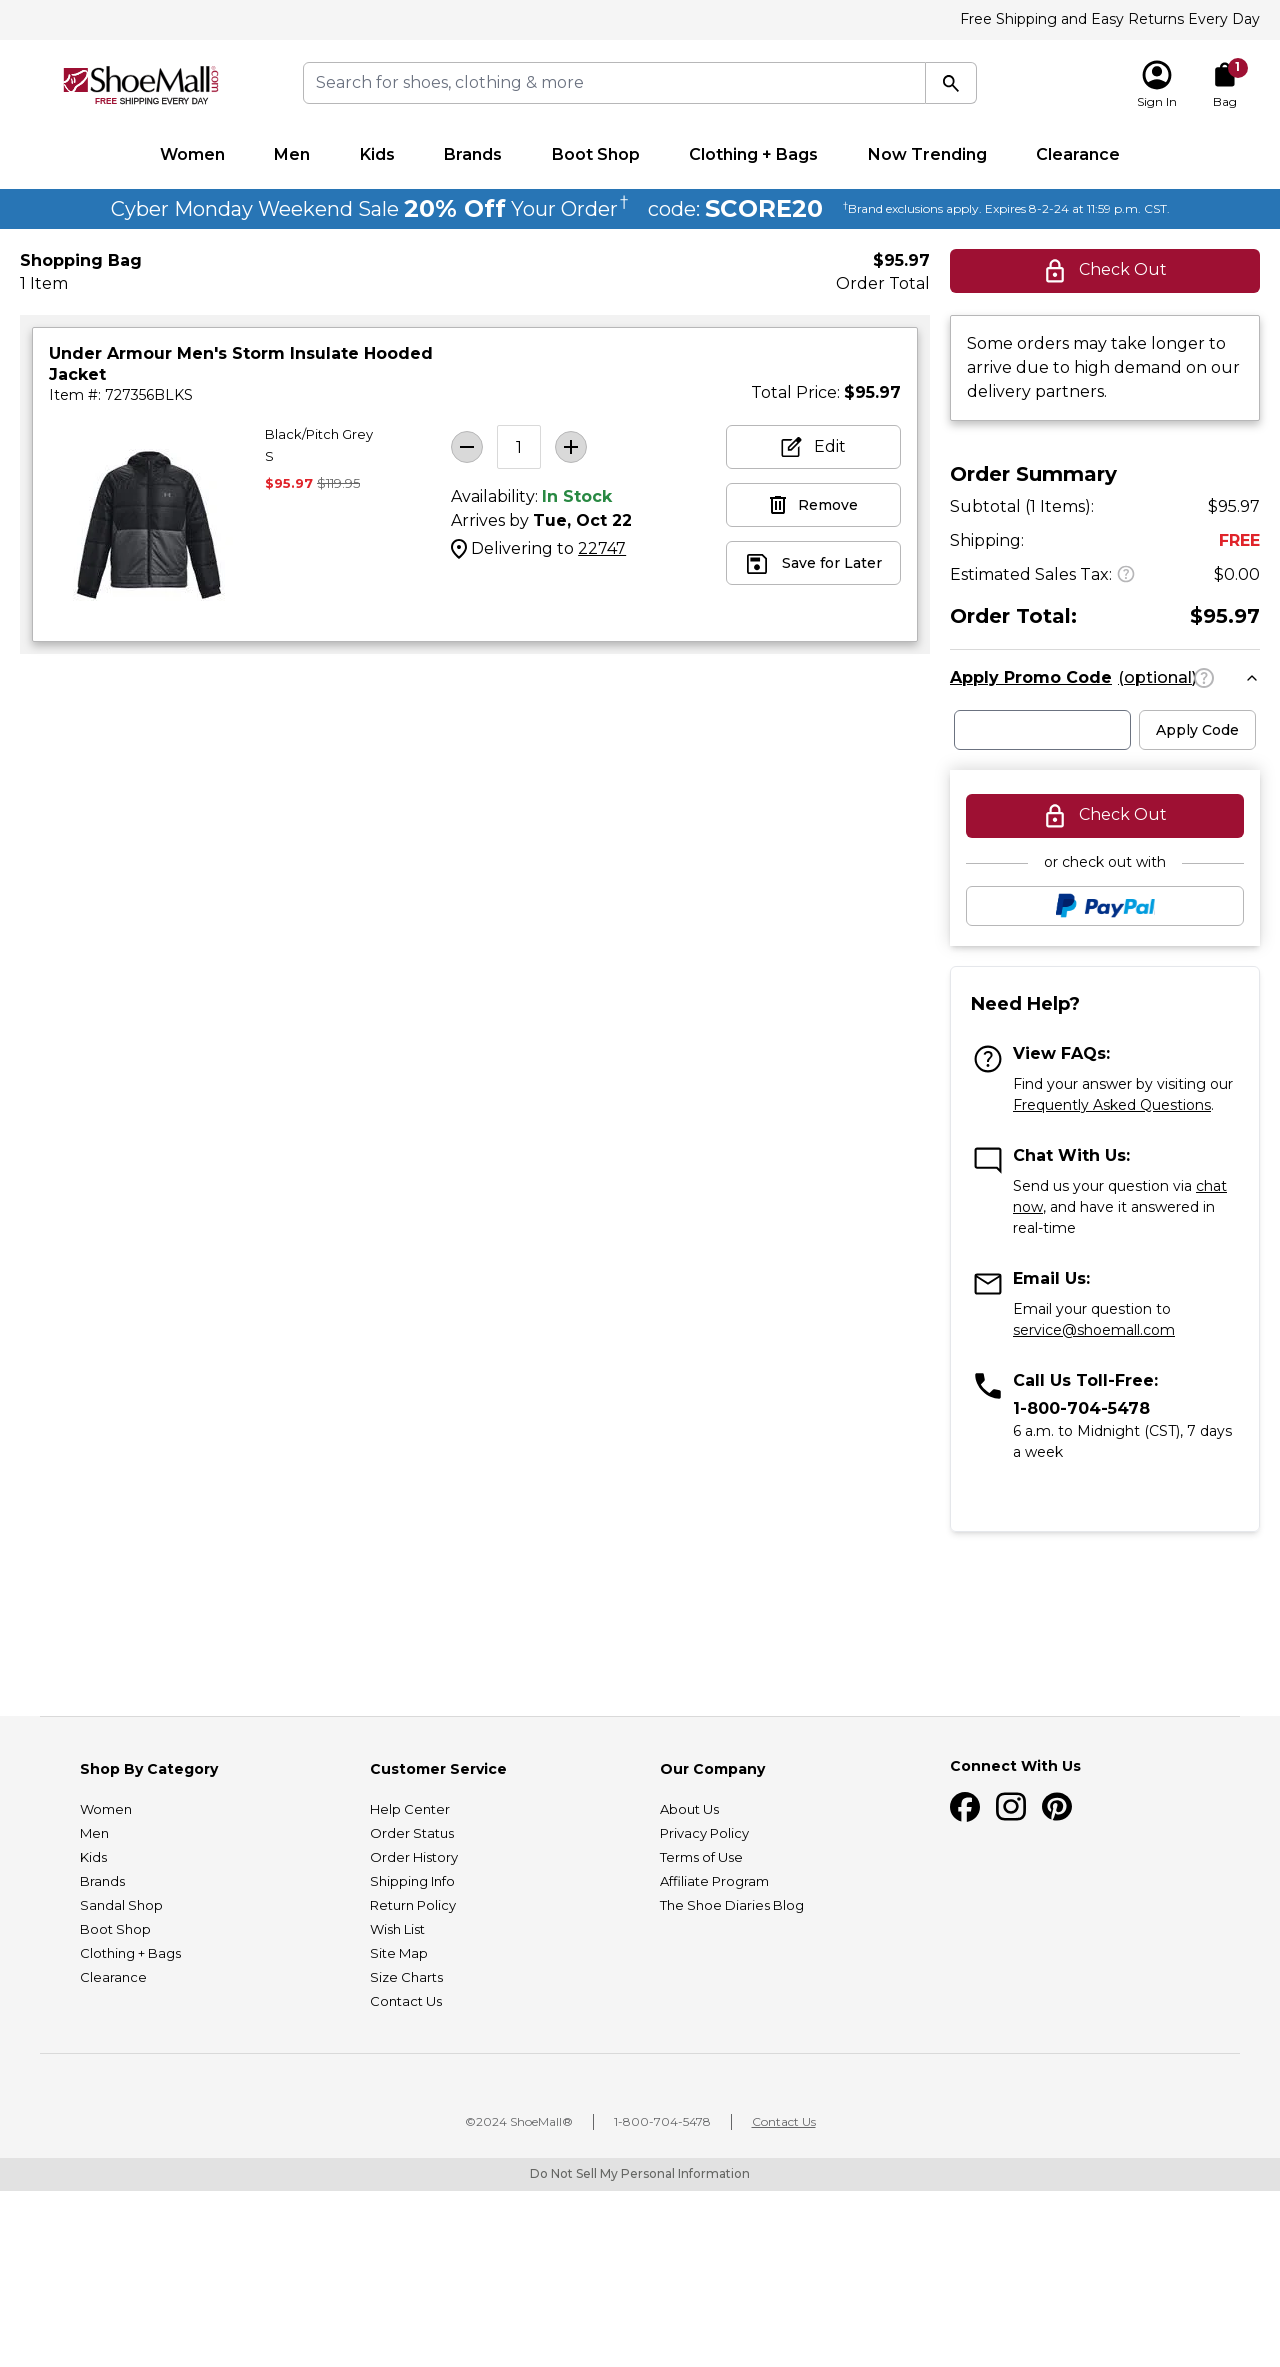 Free Shipping and Easy Returns Every Day
ShoeMall.com
FREE SHIPPING EVERY DAY
Search for shoes, clothing & more
Sign In
1
Bag
Women Men Kids Brands Boot Shop Clothing + Bags Now Trending Clearance
Cyber Monday Weekend Sale 20% Off Your Order† code: SCORE20 †Brand exclusions apply. Expires 8-2-24 at 11:59 p.m. CST.
Shopping Bag
1 Item
$95.97
Order Total
Check Out
Under Armour Men's Storm Insulate Hooded
Jacket
Item #: 727356BLKS
Total Price: $95.97
Black/Pitch Grey
S
$95.97 $119.95
1
Availability: In Stock
Arrives by Tue, Oct 22
Delivering to 22747
Edit
Remove
Save for Later
Some orders may take longer to
arrive due to high demand on our
delivery partners.
Order Summary
Subtotal (1 Items): $95.97
Shipping: FREE
Estimated Sales Tax: ? $0.00
Order Total: $95.97
Apply Promo Code (optional) ?
Apply Code
Check Out
or check out with
PayPal
Need Help?
View FAQs:
Find your answer by visiting our
Frequently Asked Questions.
Chat With Us:
Send us your question via chat
now, and have it answered in
real-time
Email Us:
Email your question to
service@shoemall.com
Call Us Toll-Free:
1-800-704-5478
6 a.m. to Midnight (CST), 7 days
a week
Shop By Category
Women
Men
Kids
Brands
Sandal Shop
Boot Shop
Clothing + Bags
Clearance
Customer Service
Help Center
Order Status
Order History
Shipping Info
Return Policy
Wish List
Site Map
Size Charts
Contact Us
Our Company
About Us
Privacy Policy
Terms of Use
Affiliate Program
The Shoe Diaries Blog
Connect With Us
©2024 ShoeMall® 1-800-704-5478 Contact Us
Do Not Sell My Personal Information